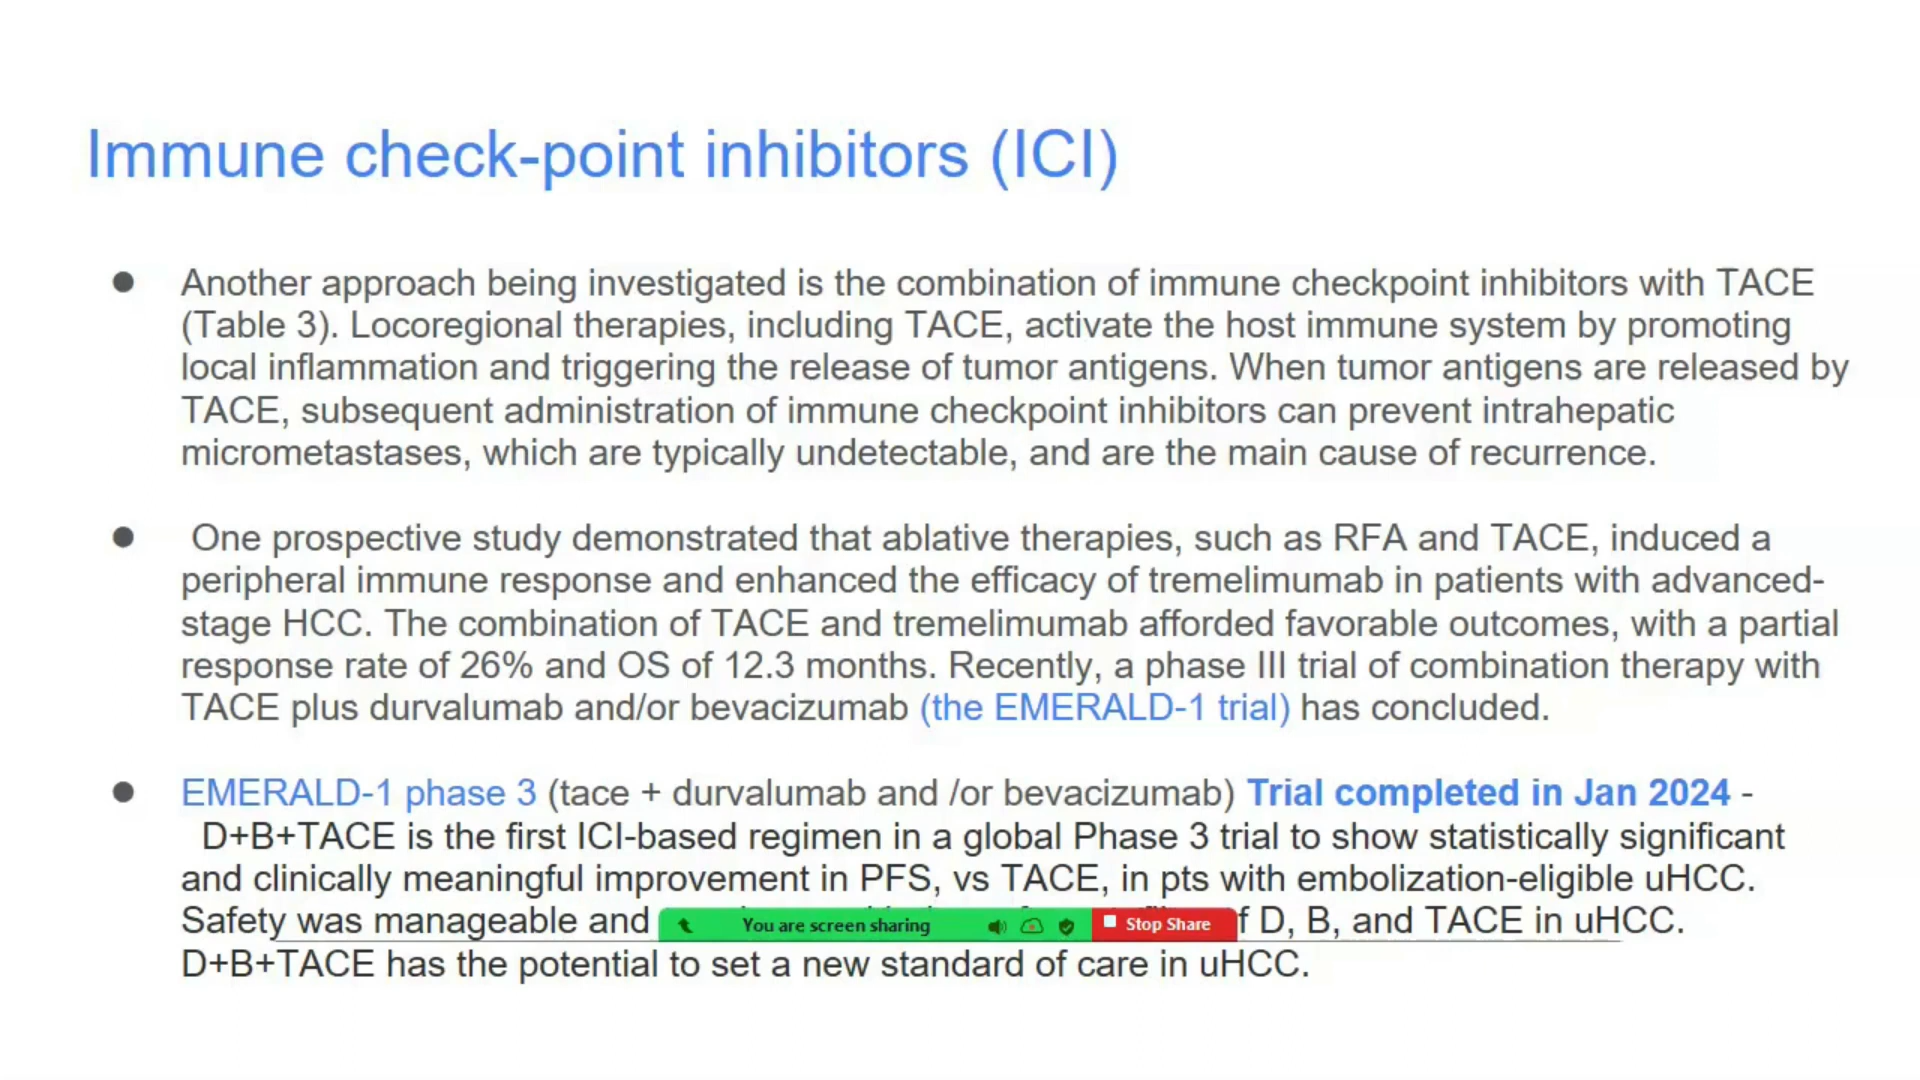 Immune check-point inhibitors (ICI)
● Another approach being investigated is the combination of immune checkpoint inhibitors with TACE
(Table 3). Locoregional therapies, including TACE, activate the host immune system by promoting
local inflammation and triggering the release of tumor antigens. When tumor antigens are released by
TACE, subsequent administration of immune checkpoint inhibitors can prevent intrahepatic
micrometastases, which are typically undetectable, and are the main cause of recurrence.
● One prospective study demonstrated that ablative therapies, such as RFA and TACE, induced a
peripheral immune response and enhanced the efficacy of tremelimumab in patients with advanced-
stage HCC. The combination of TACE and tremelimumab afforded favorable outcomes, with a partial
response rate of 26% and OS of 12.3 months. Recently, a phase III trial of combination therapy with
TACE plus durvalumab and/or bevacizumab (the EMERALD-1 trial) has concluded.
● EMERALD-1 phase 3 (tace + durvalumab and /or bevacizumab) Trial completed in Jan 2024 -
D+B+TACE is the first ICI-based regimen in a global Phase 3 trial to show statistically significant
and clinically meaningful improvement in PFS, vs TACE, in pts with embolization-eligible uHCC.
Safety was manageable and D, B, and TACE in uHCC.
You are screen sharing Stop Share
D+B+TACE has the potential to set a new standard of care in uHCC.